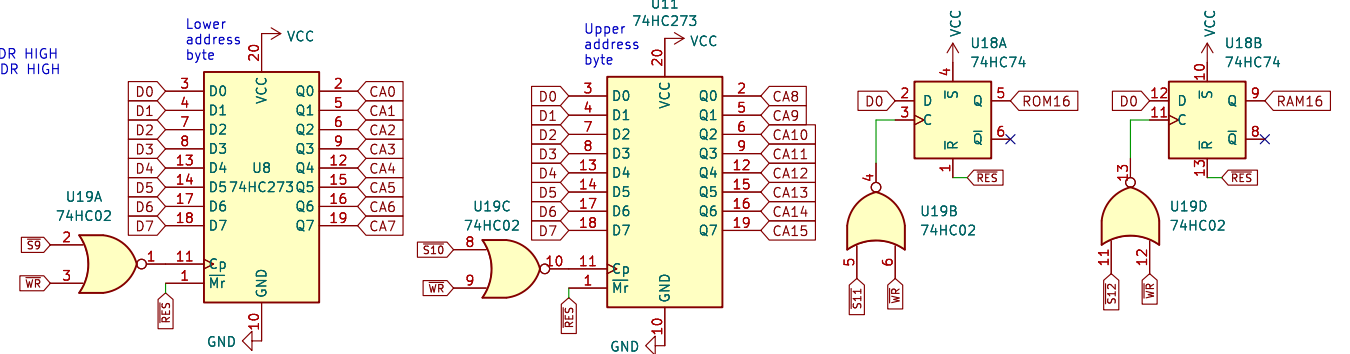 DR HIGH
DR HIGH
Lower
address
byte
20
VCC
VCC
D0 3 D0 Q0 2 CA0
D1 4 D1 Q1 5 CA1
D2 7 D2 Q2 6 CA2
D3 8 D3 Q3 9 CA3
D4 13 D4 Q4 12 CA4
D5 14 D5 Q5 15 CA5
D6 17 D6 Q6 16 CA6
D7 18 D7 Q7 19 CA7
U8
74HC273
U19A
74HC02
S9 2
WR 3
1 11 Cp
1 Mr
RES
GND
10
GND
U11
74HC273
Upper
address
byte
20
VCC
VCC
D0 3 D0 Q0 2 CA8
D1 4 D1 Q1 5 CA9
D2 7 D2 Q2 6 CA10
D3 8 D3 Q3 9 CA11
D4 13 D4 Q4 12 CA12
D5 14 D5 Q5 15 CA13
D6 17 D6 Q6 16 CA14
D7 18 D7 Q7 19 CA15
U19C
74HC02
S10 8
WR 9
10 11 Cp
1 Mr
RES
GND
10
GND
VCC
U18A
74HC74
4
S
D0 2 D Q 5 ROM16
3 C Q 6
R
1
RES
4
U19B
74HC02
5 6
S11 WR
VCC
U18B
74HC74
10
S
D0 12 D Q 9 RAM16
11 C Q 8
R
13
RES
13
U19D
74HC02
11 12
S12 WR